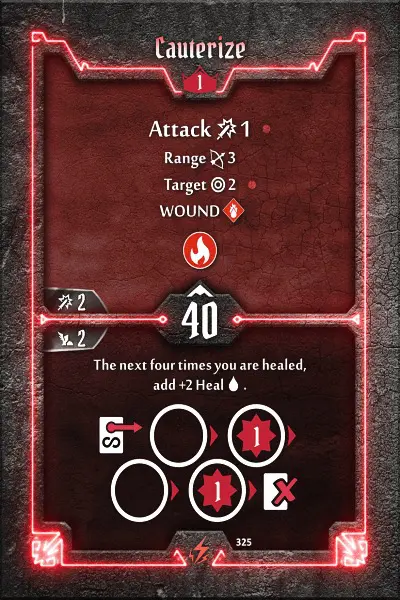 Cauterize
1
Attack 1
Range 3
Target 2
WOUND
2
40
2
The next four times you are healed,
add +2 Heal .
S
1
1
325